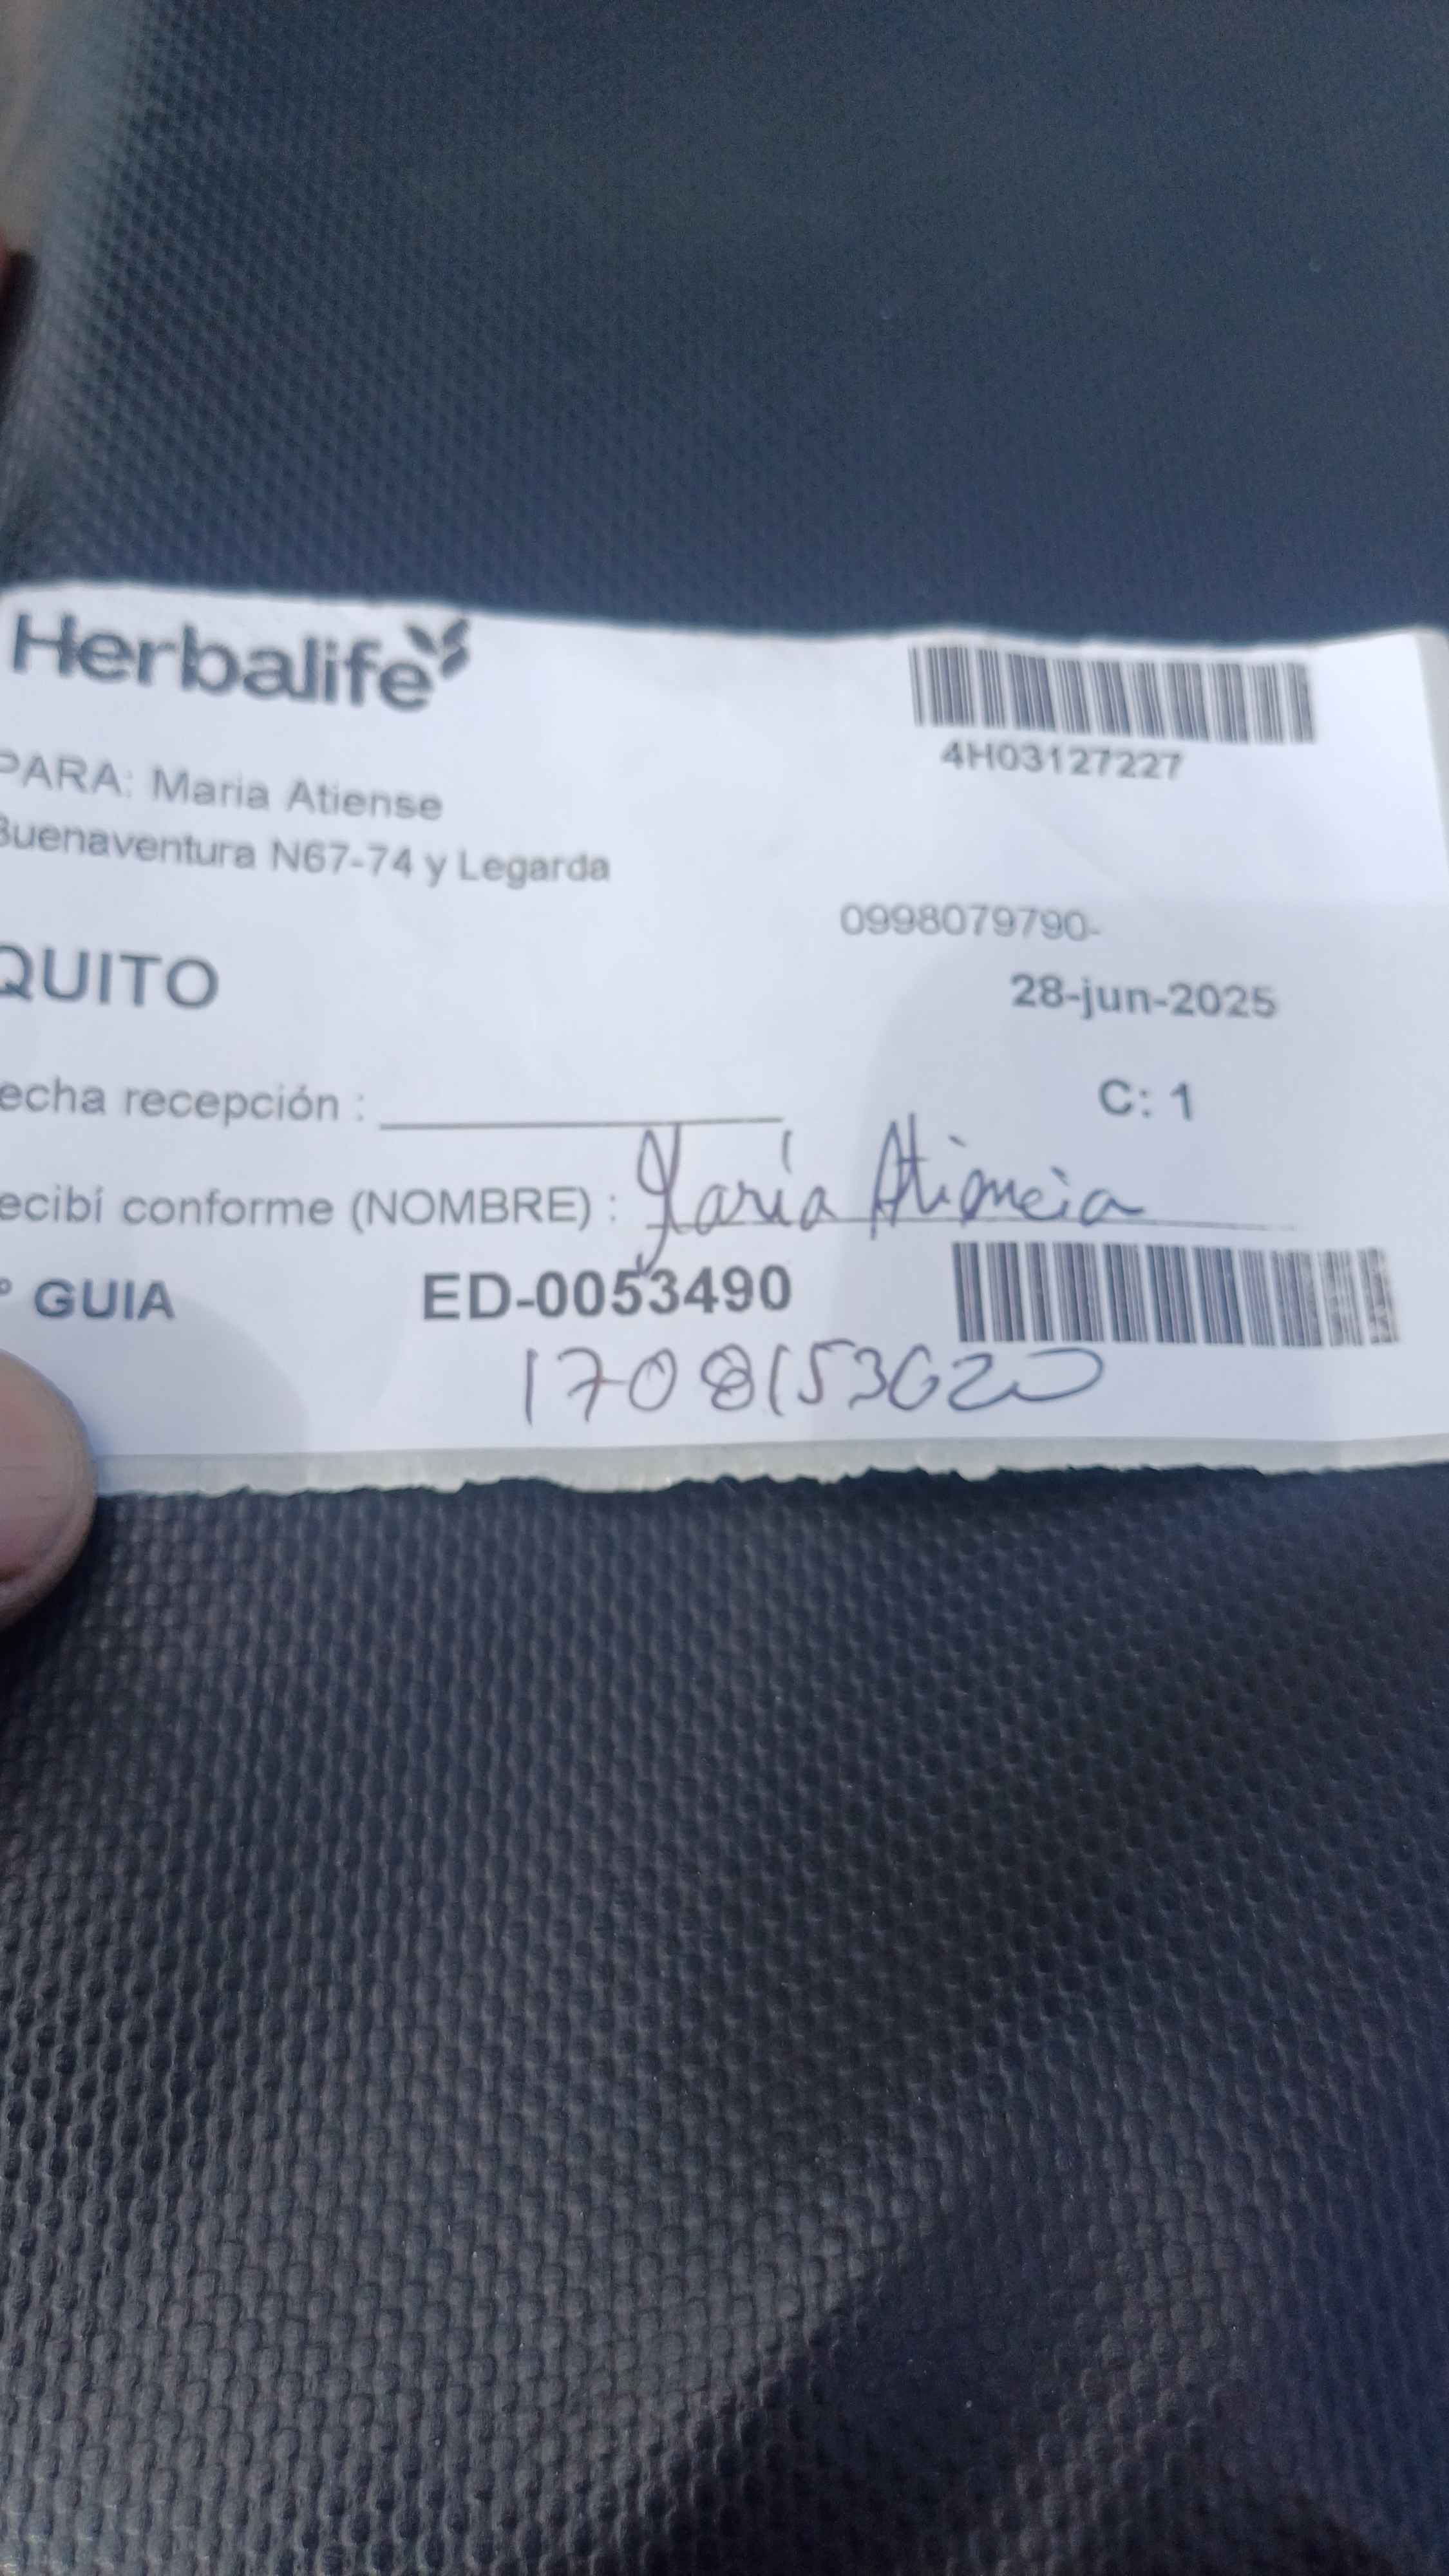 Herbalife
4H03127227
PARA: Maria Atiense
Buenaventura N67-74 y Legarda
0998079790-
QUITO
28-jun-2025
echa recepción :
C: 1
ecibí conforme (NOMBRE) : María
° GUIA ED-0053490